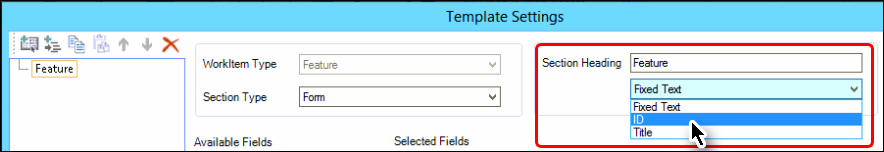 Template Settings
Feature
WorkItem Type
Feature
Section Type
Form
Available Fields
Selected Fields
Section Heading
Feature
Fixed Text
Fixed Text
ID
Title